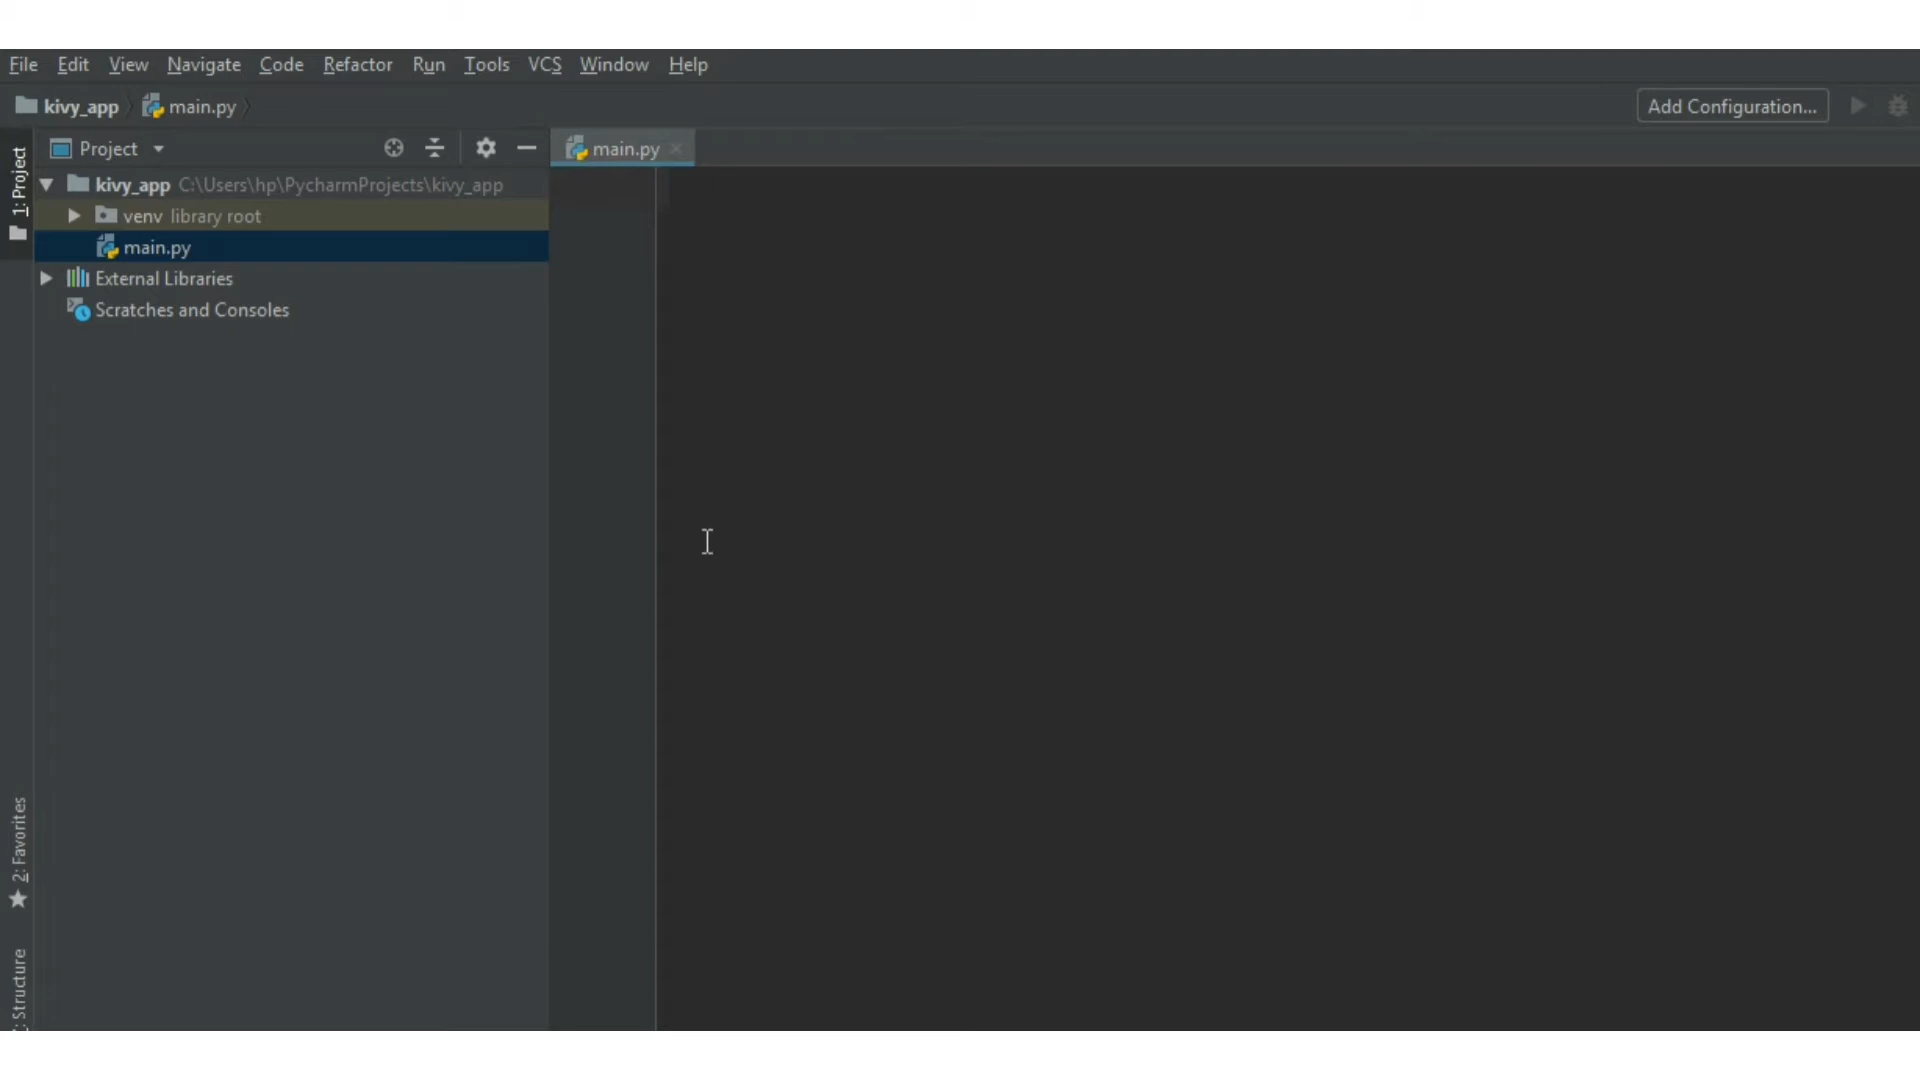 File Edit View Navigate Code Refactor Run Tools VCS Window Help
kivy_app main.py Add Configuration...
1: Project
Project main.py
kivy_app C:\Users\hp\PycharmProjects\kivy_app
venv library root
main.py
External Libraries
Scratches and Consoles
2: Favorites
: Structure